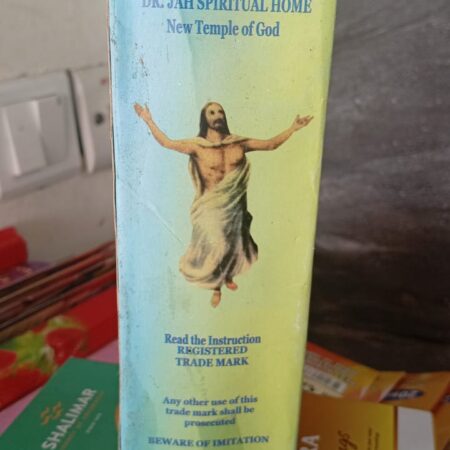 DR. JAH SPIRITUAL HOME
New Temple of God
Read the Instruction
REGISTERED
TRADE MARK
Any other use of this
trade mark shall be
prosecuted
BEWARE OF IMITATION
SHALIMAR